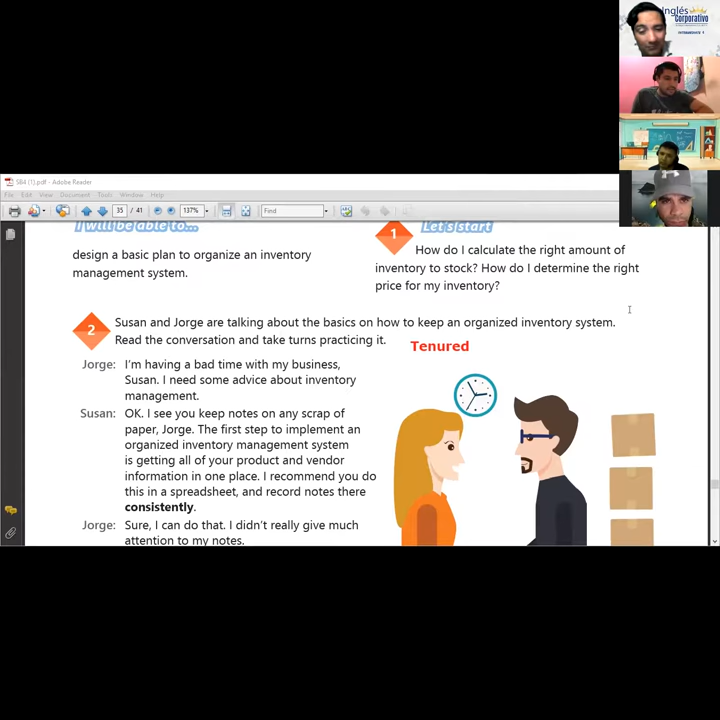 Inglés
Corporativo
INTERMEDIATE 4
SB4 (1).pdf - Adobe Reader
File Edit View Document Tools Window Help
35 / 41 137% Find
I will be able to...
design a basic plan to organize an inventory
management system.
1 Let's start
How do I calculate the right amount of
inventory to stock? How do I determine the right
price for my inventory?
2 Susan and Jorge are talking about the basics on how to keep an organized inventory system.
Read the conversation and take turns practicing it.
Tenured
Jorge: I'm having a bad time with my business,
Susan. I need some advice about inventory
management.
Susan: OK. I see you keep notes on any scrap of
paper, Jorge. The first step to implement an
organized inventory management system
is getting all of your product and vendor
information in one place. I recommend you do
this in a spreadsheet, and record notes there
consistently.
Jorge: Sure, I can do that. I didn't really give much
attention to my notes.